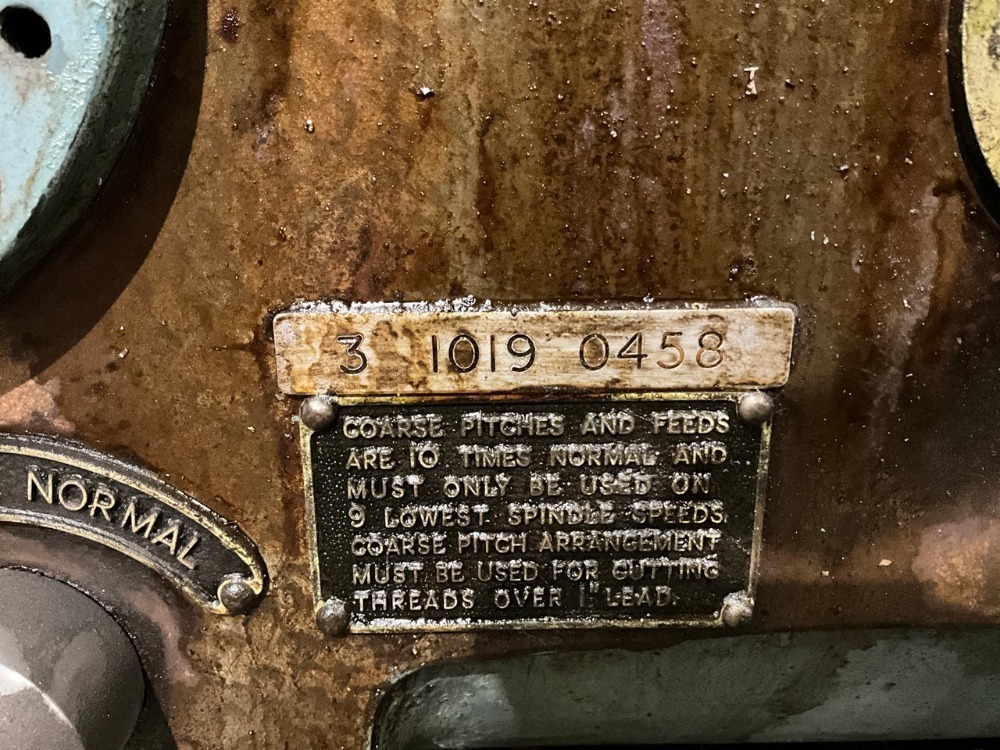 3 1019 0458
COARSE PITCHES AND FEEDS
ARE 10 TIMES NORMAL AND
MUST ONLY BE USED ON
9 LOWEST SPINDLE SPEEDS.
COARSE PITCH ARRANGEMENT
MUST BE USED FOR CUTTING
THREADS OVER 1" LEAD.
NORMAL